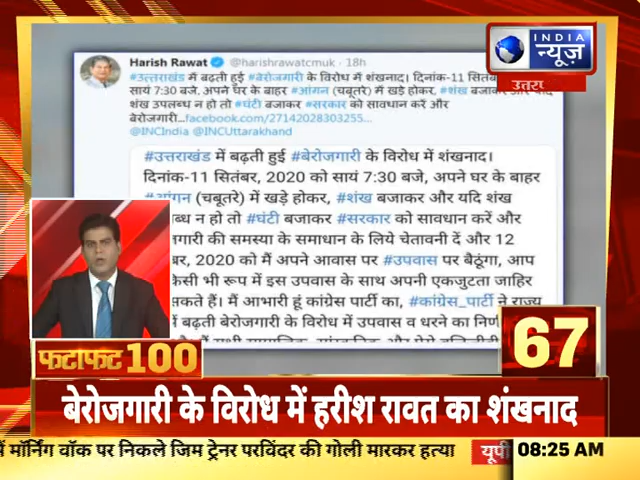 Harish Rawat @harishrawatcmuk · 18h
#उत्तराखंड में बढ़ती हुई #बेरोजगारी के विरोध में शंखनाद। दिनांक-11 सितंबर
सायं 7:30 बजे, अपने घर के बाहर #आंगन (चबूतरे) में खड़े होकर, #शंख बजाकर और यदि
शंख उपलब्ध न हो तो #घंटी बजाकर #सरकार को सावधान करें और
बेरोजगारी...facebook.com/27142028303255...
@INCIndia @INCUttarakhand
INDIA
न्यूज़
#उत्तराखंड में बढ़ती हुई #बेरोजगारी के विरोध में शंखनाद।
दिनांक-11 सितंबर, 2020 को सायं 7:30 बजे, अपने घर के बाहर
#आंगन (चबूतरे) में खड़े होकर, #शंख बजाकर और यदि शंख
ब्ध न हो तो #घंटी बजाकर #सरकार को सावधान करें और
गारी की समस्या के समाधान के लिये चेतावनी दें और 12
बर, 2020 को मैं अपने आवास पर #उपवास पर बैठूंगा, आप
कसी भी रूप में इस उपवास के साथ अपनी एकजुटता जाहिर
सकते हैं। मैं आभारी हूं कांग्रेस पार्टी का, #कांग्रेस_पार्टी ने राज्य
में बढ़ती बेरोजगारी के विरोध में उपवास व धरने का निर्ण
फटाफट 100
67
बेरोजगारी के विरोध में हरीश रावत का शंखनाद
में मॉर्निंग वॉक पर निकले जिम ट्रेनर परविंदर की गोली मारकर हत्या
यूपी
08:25 AM